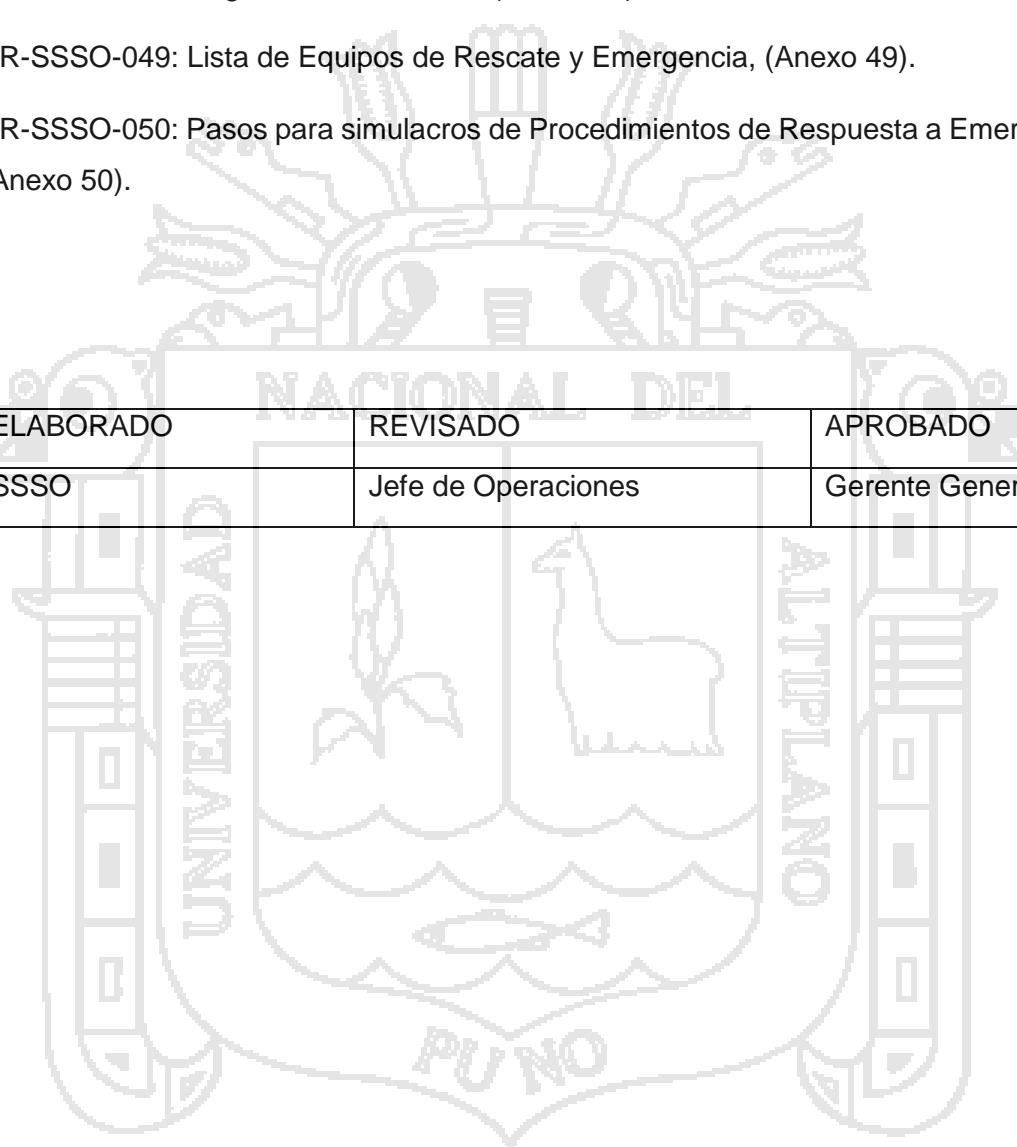 R-SSSO-049: Lista de Equipos de Rescate y Emergencia, (Anexo 49).
R-SSSO-050: Pasos para simulacros de Procedimientos de Respuesta a Emer
Anexo 50).
NACIONAL DEL
ELABORADO REVISADO APROBADO
SSSO Jefe de Operaciones Gerente Gener
UNIVERSIDAD
ALTIPLANO
PUNO